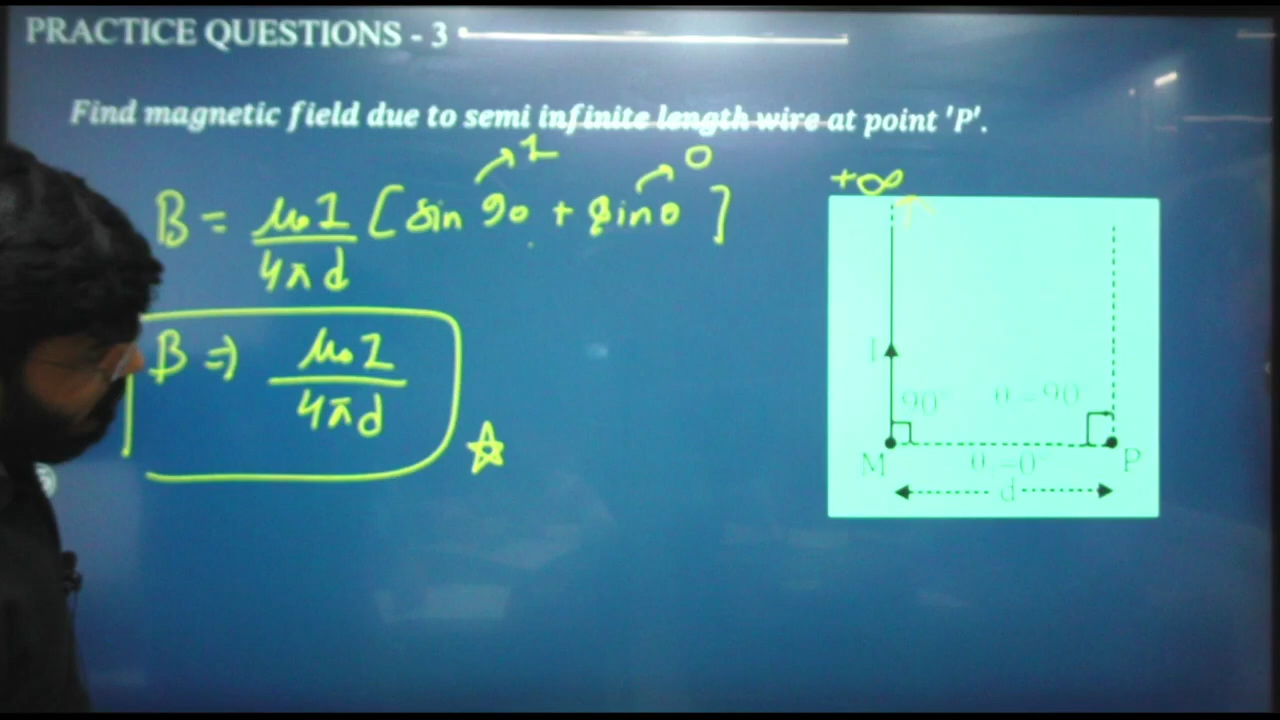 PRACTICE QUESTIONS - 3
Find magnetic field due to semi infinite length wire at point 'P'.
1 0
B = μ₀I / 4πd [sin 90 + sin 0]
B ⇒ μ₀I / 4πd
+∞
I
90° θ =90
M θ =0° P
d